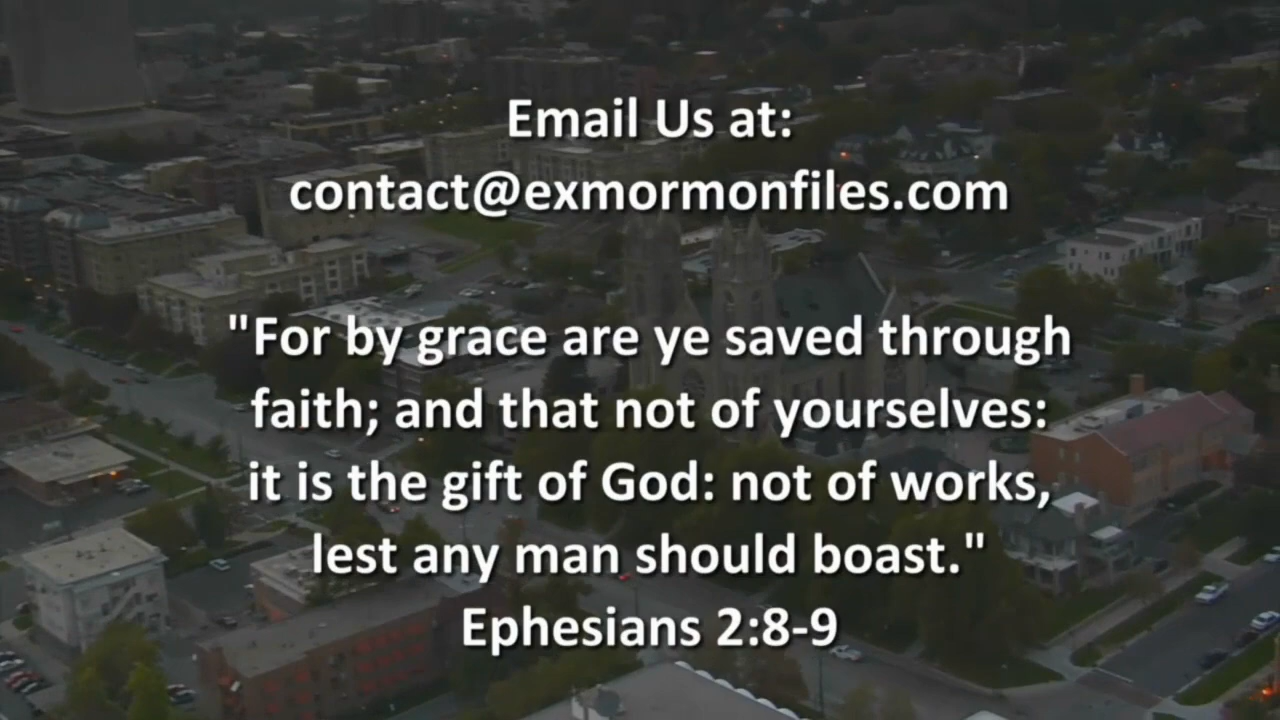 Email Us at:
contact@exmormonfiles.com
"For by grace are ye saved through
faith; and that not of yourselves:
it is the gift of God: not of works,
lest any man should boast."
Ephesians 2:8-9